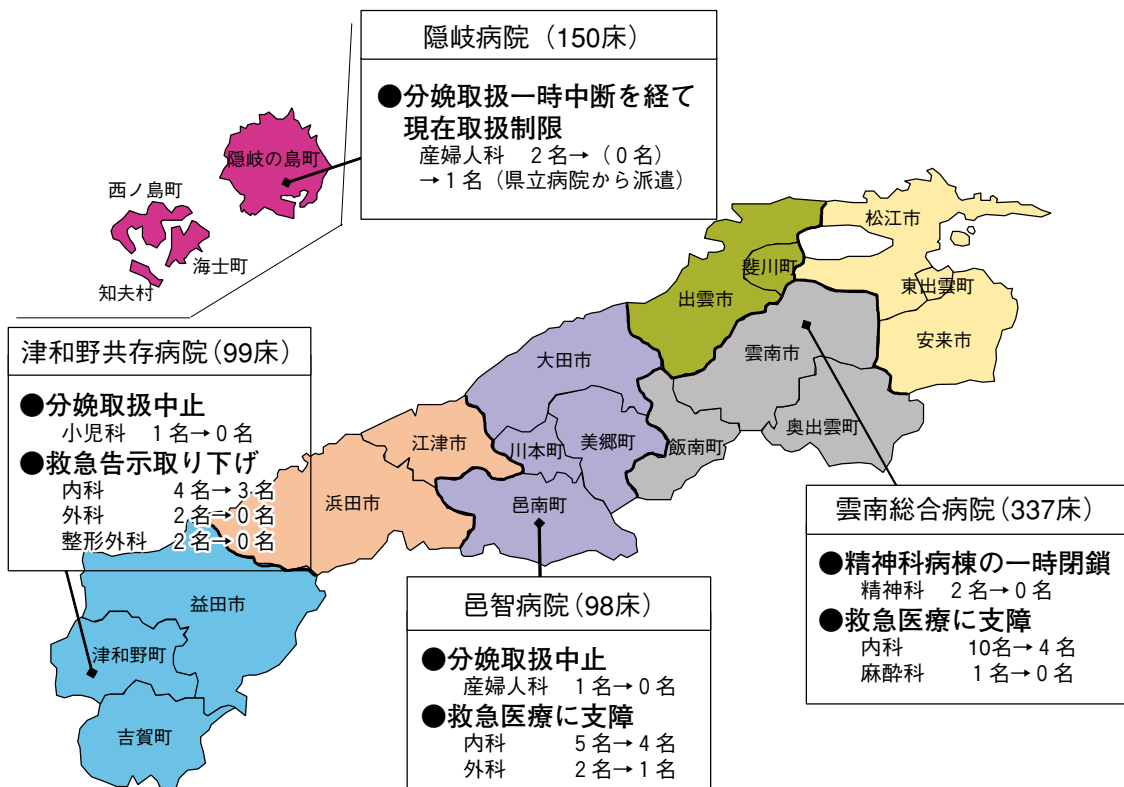 隠岐病院（150床）
●分娩取扱一時中断を経て
現在取扱制限
産婦人科　2名→（0名）
→1名（県立病院から派遣）
隠岐の島町
西ノ島町
海士町
知夫村
松江市
斐川町
出雲市
東出雲町
安来市
雲南市
大田市
奥出雲町
飯南町
美郷町
川本町
江津市
邑南町
浜田市
益田市
津和野町
吉賀町
津和野共存病院（99床）
●分娩取扱中止
小児科　1名→0名
●救急告示取り下げ
内科　4名→3名
外科　2名→0名
整形外科　2名→0名
邑智病院（98床）
●分娩取扱中止
産婦人科　1名→0名
●救急医療に支障
内科　5名→4名
外科　2名→1名
雲南総合病院（337床）
●精神科病棟の一時閉鎖
精神科　2名→0名
●救急医療に支障
内科　10名→4名
麻酔科　1名→0名